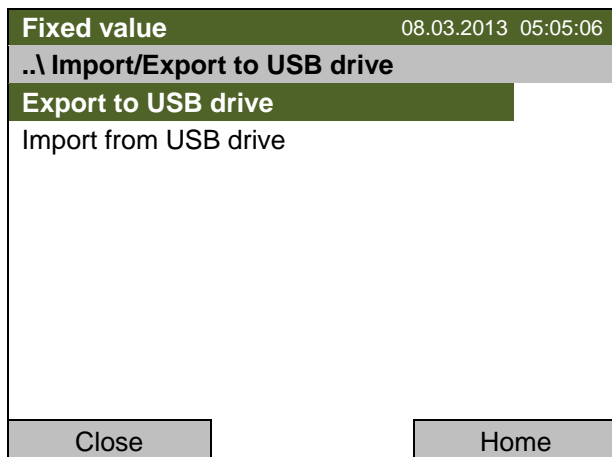 Fixed value 08.03.2013 05:05:06
..\ Import/Export to USB drive
Export to USB drive
Import from USB drive
Close Home